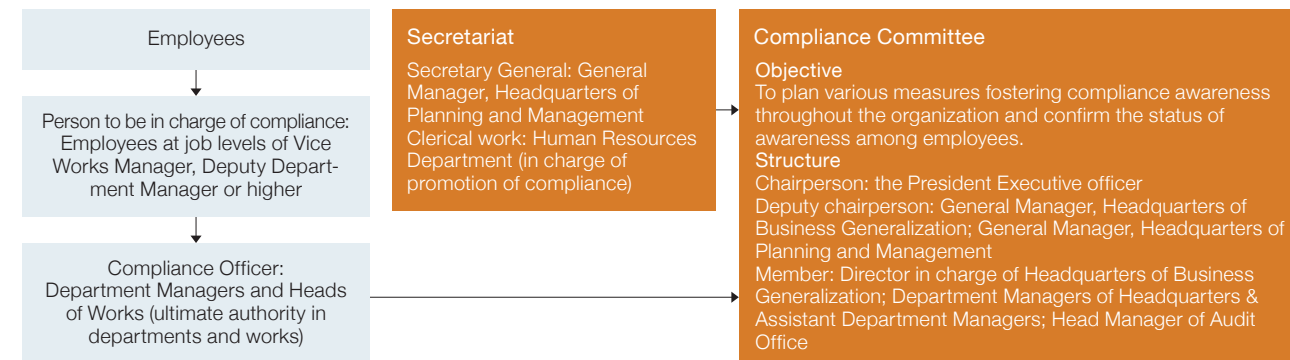 Employees
Person to be in charge of compliance:
Employees at job levels of Vice
Works Manager, Deputy Depart-
ment Manager or higher
Compliance Officer:
Department Managers and Heads
of Works (ultimate authority in
departments and works)
Secretariat
Secretary General: General
Manager, Headquarters of
Planning and Management
Clerical work: Human Resources
Department (in charge of
promotion of compliance)
Compliance Committee
Objective
To plan various measures fostering compliance awareness
throughout the organization and confirm the status of
awareness among employees.
Structure
Chairperson: the President Executive officer
Deputy chairperson: General Manager, Headquarters of
Business Generalization; General Manager, Headquarters of
Planning and Management
Member: Director in charge of Headquarters of Business
Generalization; Department Managers of Headquarters &
Assistant Department Managers; Head Manager of Audit
Office